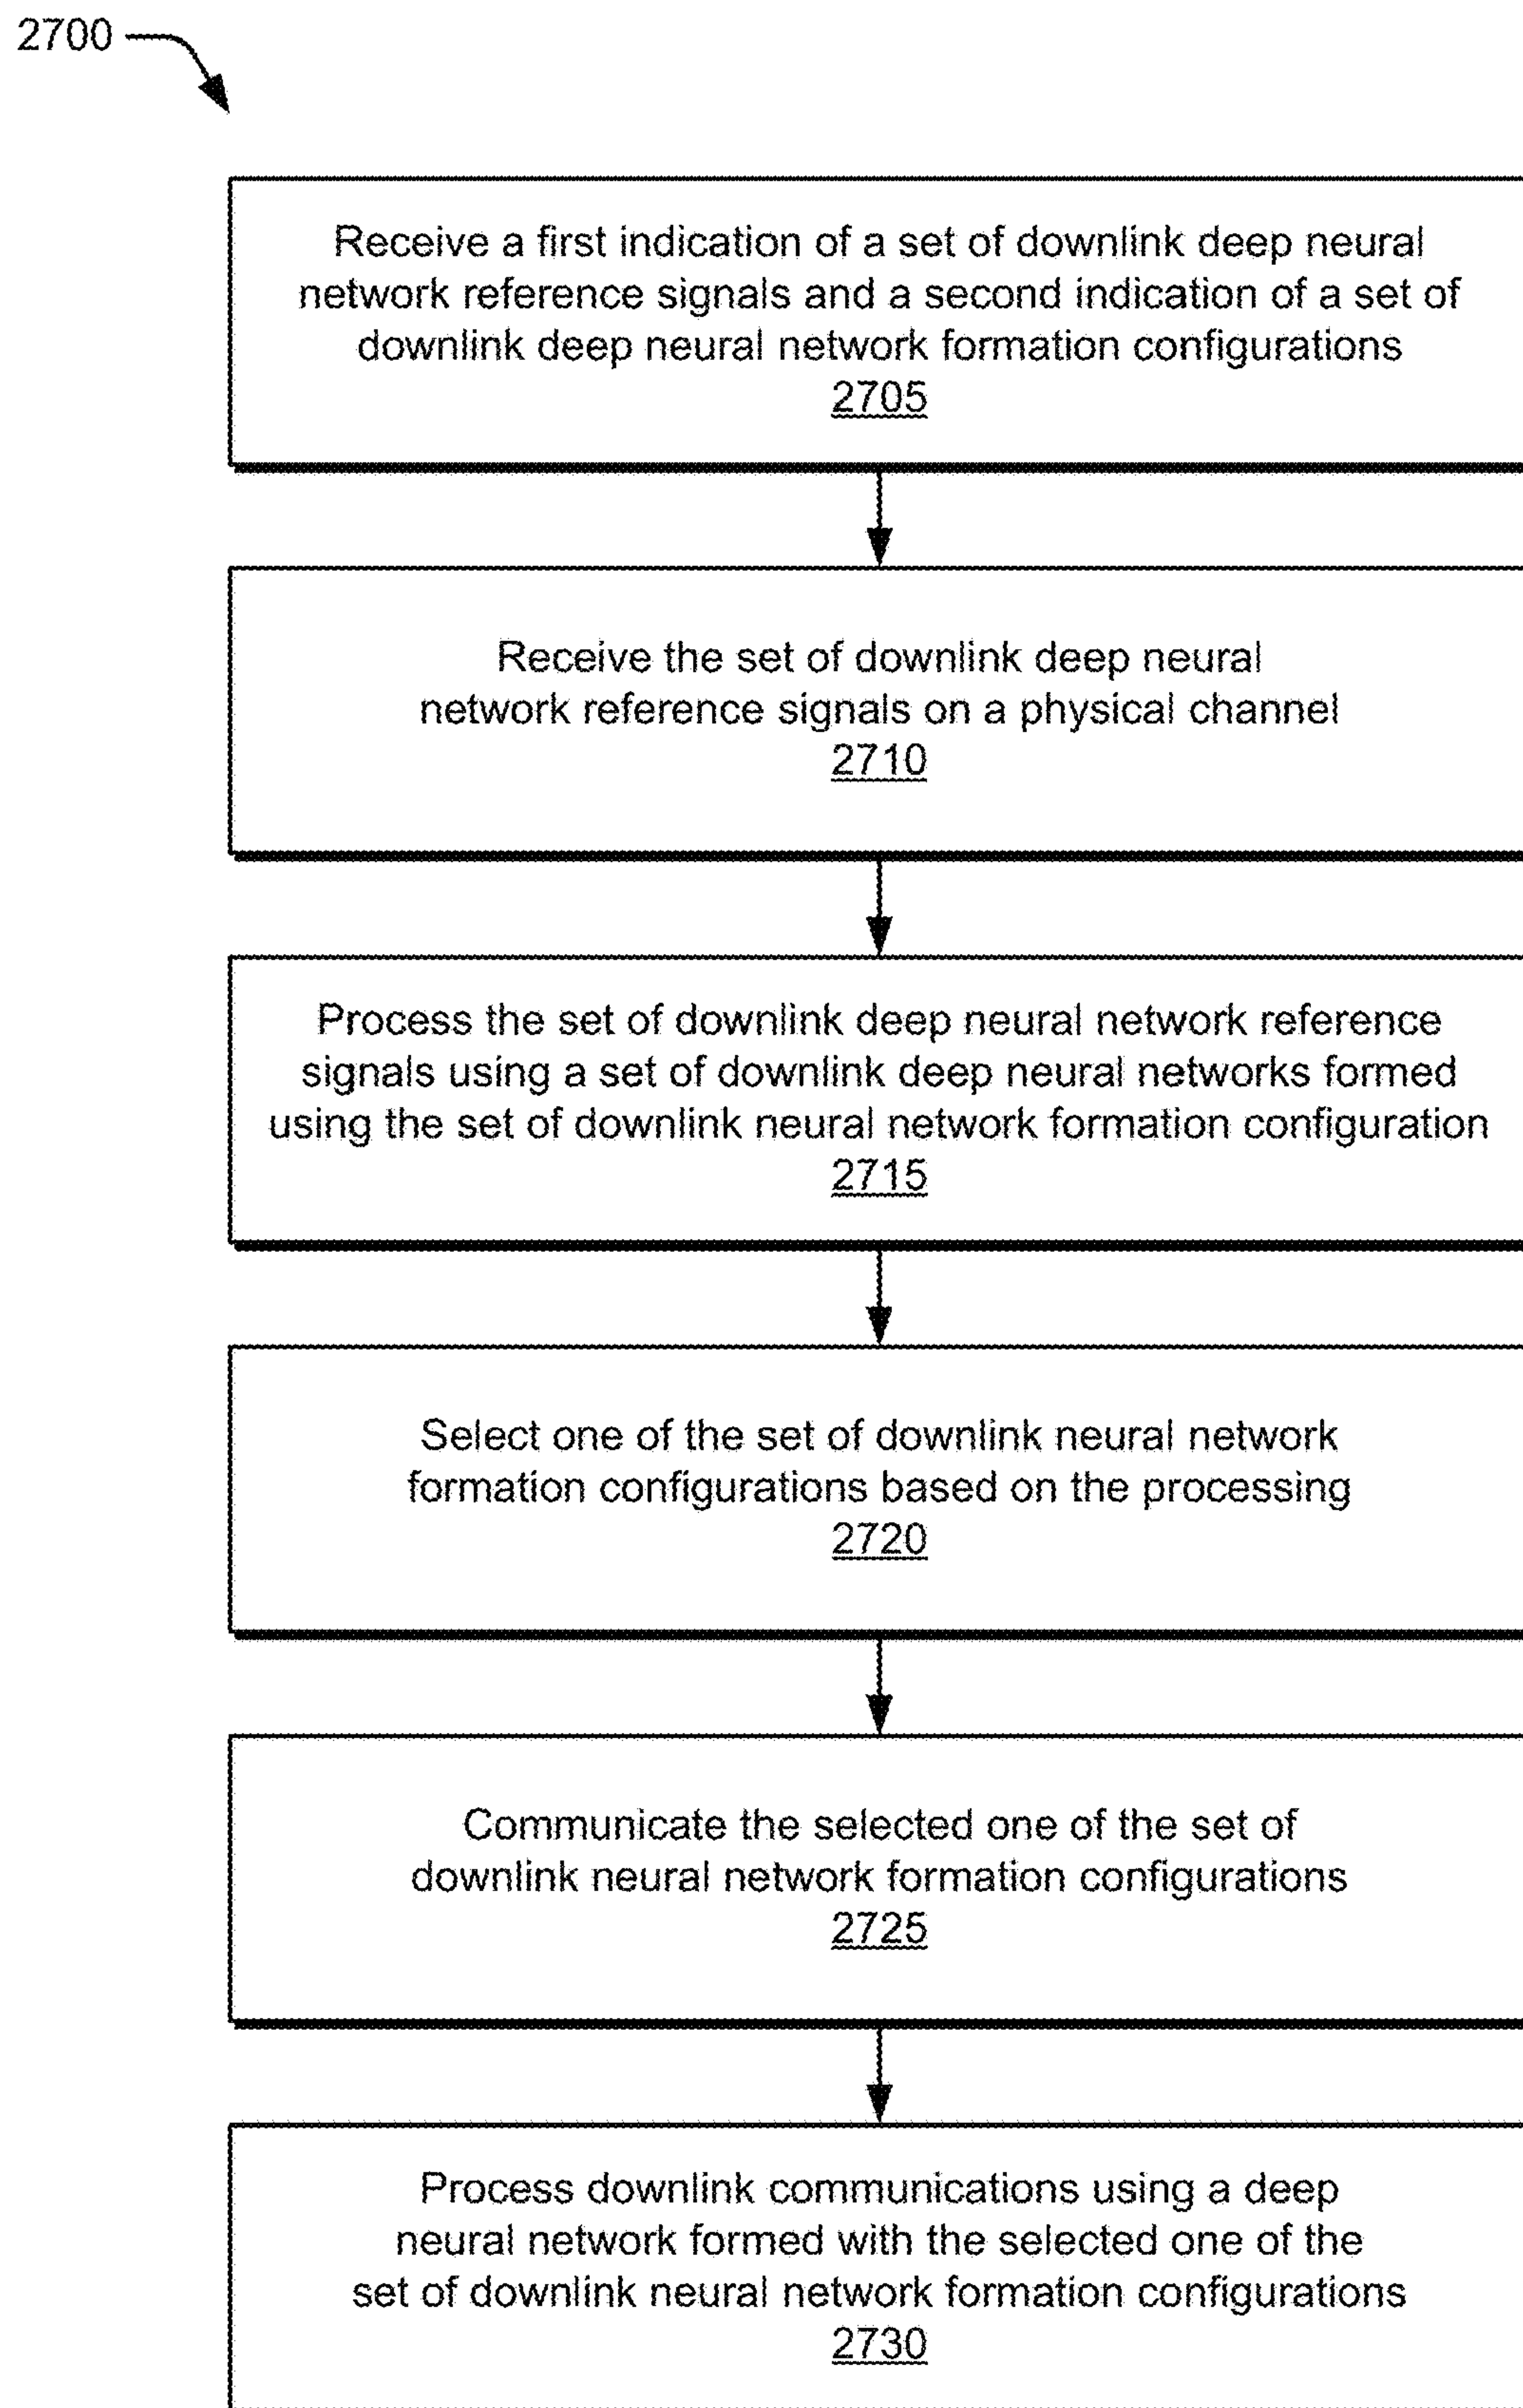 2700
Receive a first indication of a set of downlink deep neural
network reference signals and a second indication of a set of
downlink deep neural network formation configurations
2705
Receive the set of downlink deep neural
network reference signals on a physical channel
2710
Process the set of downlink deep neural network reference
signals using a set of downlink deep neural networks formed
using the set of downlink neural network formation configuration
2715
Select one of the set of downlink neural network
formation configurations based on the processing
2720
Communicate the selected one of the set of
downlink neural network formation configurations
2725
Process downlink communications using a deep
neural network formed with the selected one of the
set of downlink neural network formation configurations
2730